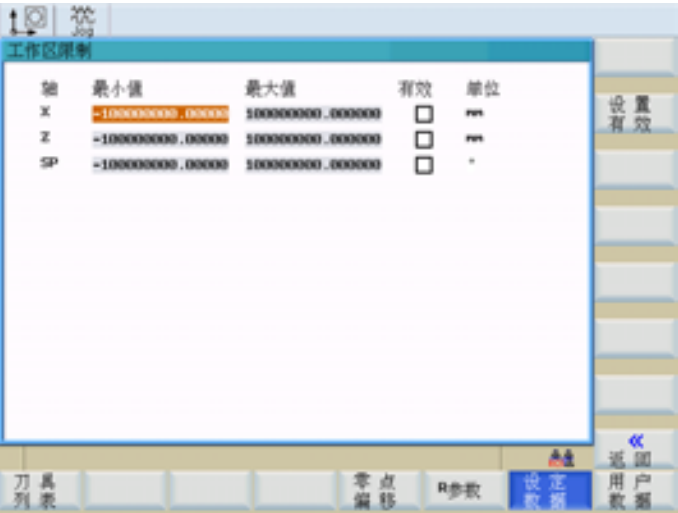 Jog
工作区限制
轴 最小值 最大值 有效 单位
X -100000000.00000 100000000.000000 mm
Z -100000000.00000 100000000.000000 mm
SP -100000000.00000 100000000.000000 °
设置
有效
«
返回
刀具
列表
零点
偏移
R参数
设定
数据
用户
数据